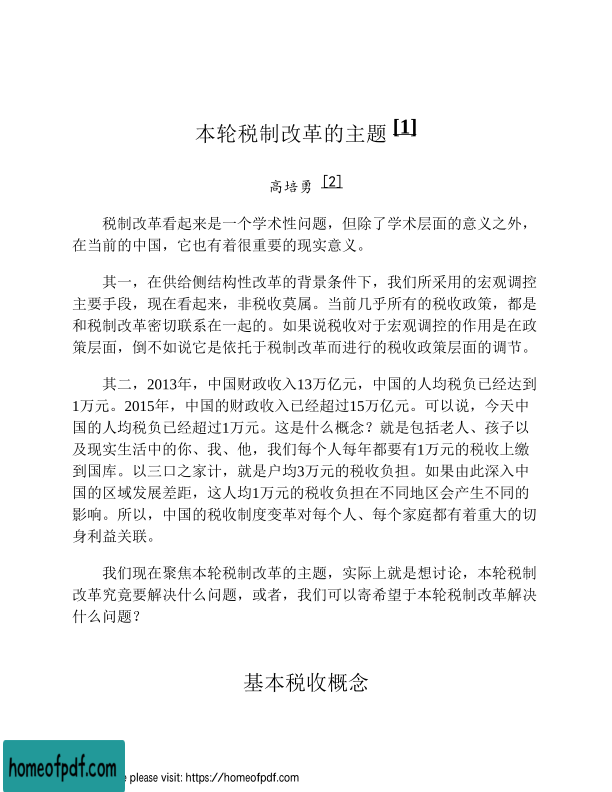 本轮税制改革的主题 [1]
高培勇 [2]
税制改革看起来是一个学术性问题，但除了学术层面的意义之外，
在当前的中国，它也有着很重要的现实意义。
其一，在供给侧结构性改革的背景条件下，我们所采用的宏观调控
主要手段，现在看起来，非税收莫属。当前几乎所有的税收政策，都是
和税制改革密切联系在一起的。如果说税收对于宏观调控的作用是在政
策层面，倒不如说它是依托于税制改革而进行的税收政策层面的调节。
其二，2013年，中国财政收入13万亿元，中国的人均税负已经达到
1万元。2015年，中国的财政收入已经超过15万亿元。可以说，今天中
国的人均税负已经超过1万元。这是什么概念？就是包括老人、孩子以
及现实生活中的你、我、他，我们每个人每年都要有1万元的税收上缴
到国库。以三口之家计，就是户均3万元的税收负担。如果由此深入中
国的区域发展差距，这人均1万元的税收负担在不同地区会产生不同的
影响。所以，中国的税收制度变革对每个人、每个家庭都有着重大的切
身利益关联。
我们现在聚焦本轮税制改革的主题，实际上就是想讨论，本轮税制
改革究竟要解决什么问题，或者，我们可以寄希望于本轮税制改革解决
什么问题？
基本税收概念
homeofpdf.com
please visit: https://homeofpdf.com